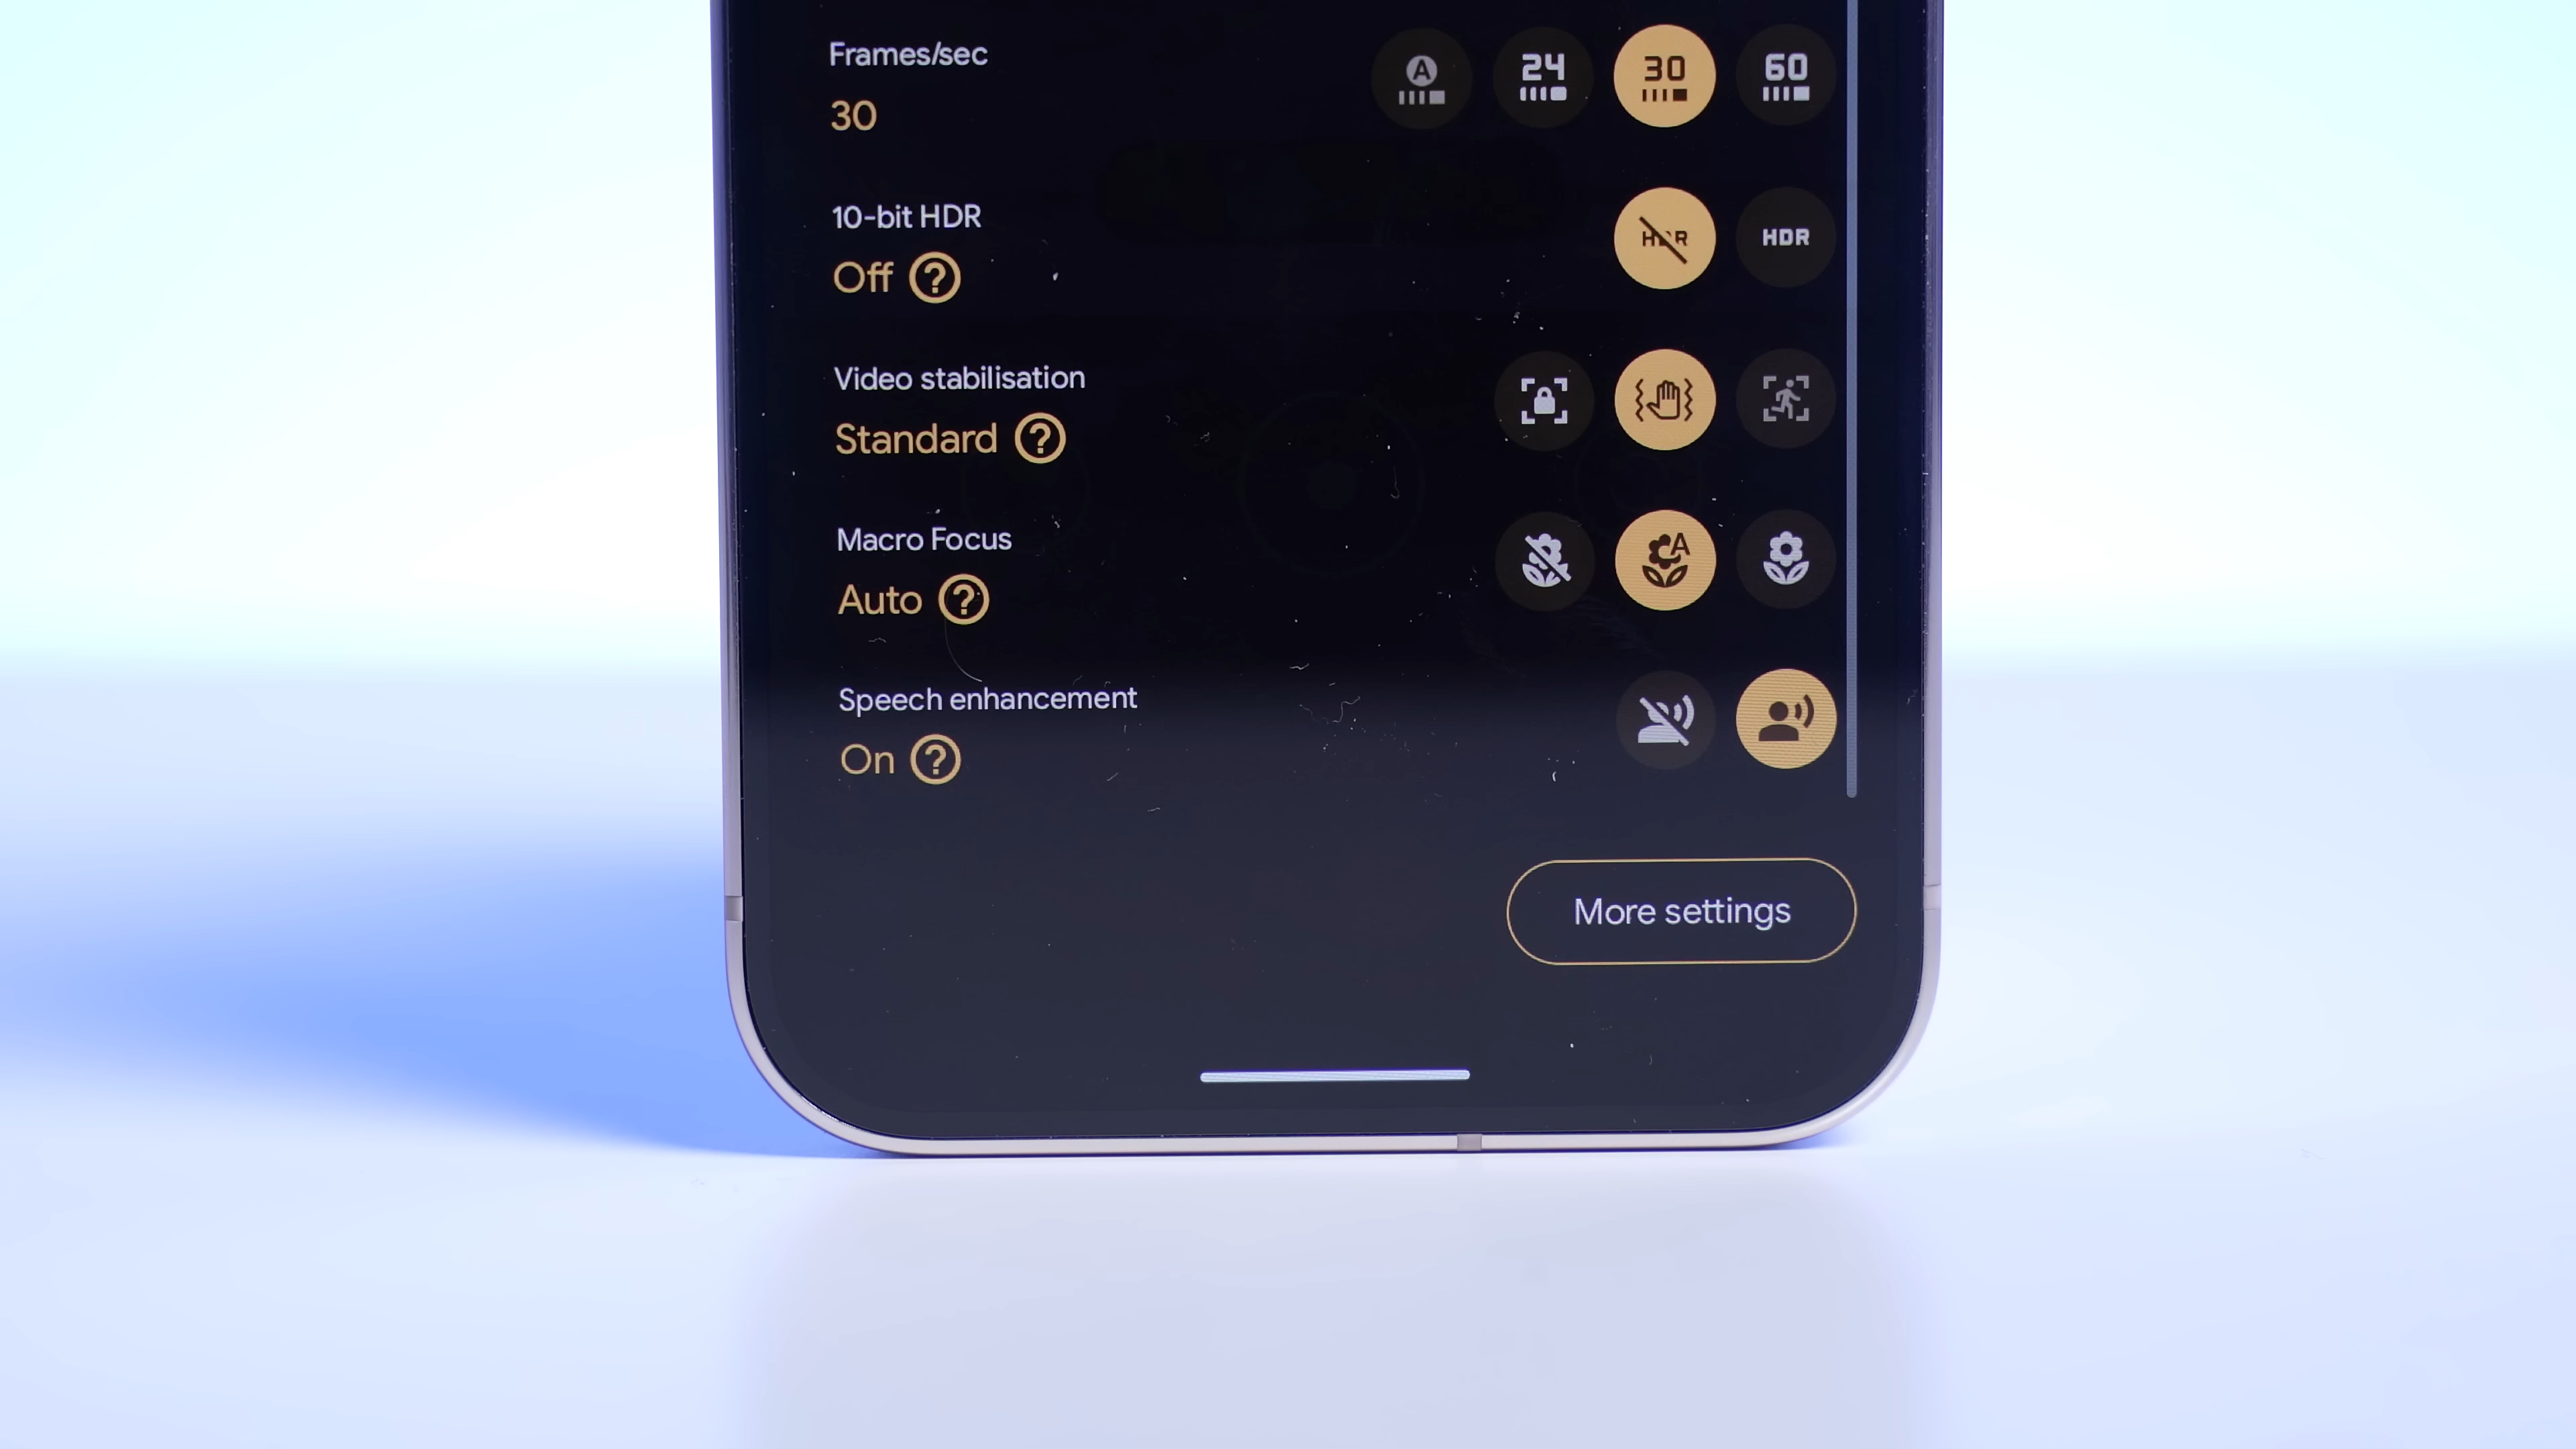 Frames/sec
30
A
24
30
60
10-bit HDR
Off ?
HDR
HDR
Video stabilisation
Standard ?
Macro Focus
Auto ?
A
Speech enhancement
On ?
More settings